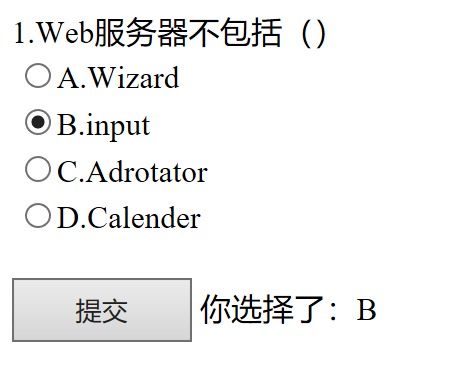 1.Web服务器不包括（）
A.Wizard
B.input
C.Adrotator
D.Calender
提交 你选择了：B